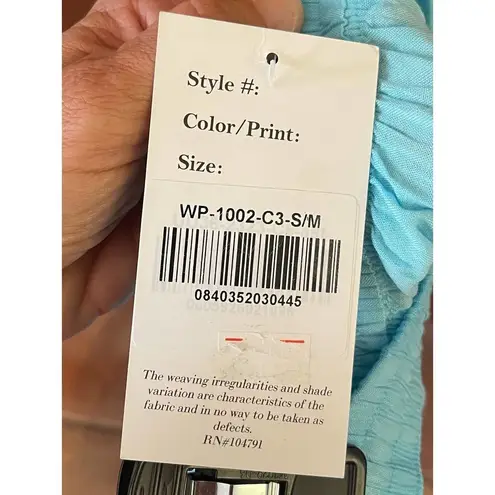 Style #:
Color/Print:
Size:
WP-1002-C3-S/M
0840352030445
The weaving irregularities and shade
variation are characteristics of the
fabric and in no way to be taken as
defects.
RN#104791